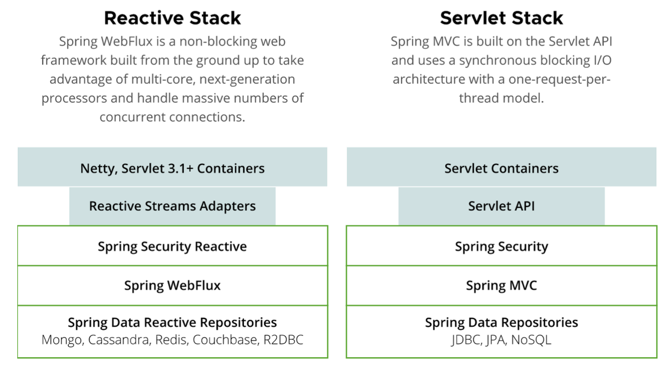 Reactive Stack
Spring WebFlux is a non-blocking web
framework built from the ground up to take
advantage of multi-core, next-generation
processors and handle massive numbers of
concurrent connections.
Netty, Servlet 3.1+ Containers
Reactive Streams Adapters
Spring Security Reactive
Spring WebFlux
Spring Data Reactive Repositories
Mongo, Cassandra, Redis, Couchbase, R2DBC
Servlet Stack
Spring MVC is built on the Servlet API
and uses a synchronous blocking I/O
architecture with a one-request-per-
thread model.
Servlet Containers
Servlet API
Spring Security
Spring MVC
Spring Data Repositories
JDBC, JPA, NoSQL